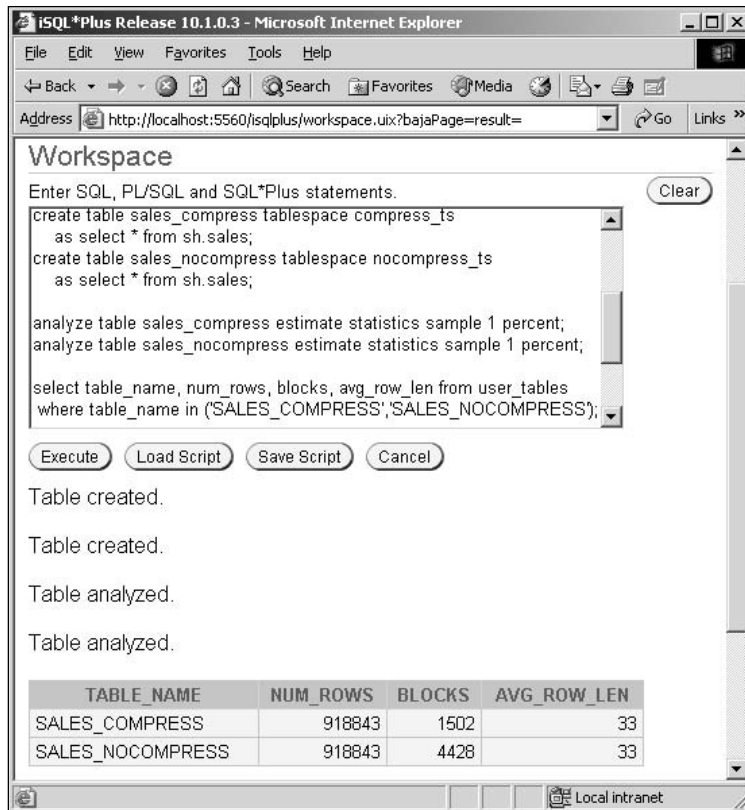 iSQL*Plus Release 10.1.0.3 - Microsoft Internet Explorer
File Edit View Favorites Tools Help
Back Search Favorites Media
Address http://localhost:5560/isqlplus/workspace.uix?bajaPage=result= Go Links »
Workspace
Enter SQL, PL/SQL and SQL*Plus statements. Clear
create table sales_compress tablespace compress_ts
as select * from sh.sales;
create table sales_nocompress tablespace nocompress_ts
as select * from sh.sales;
analyze table sales_compress estimate statistics sample 1 percent;
analyze table sales_nocompress estimate statistics sample 1 percent;
select table_name, num_rows, blocks, avg_row_len from user_tables
where table_name in ('SALES_COMPRESS','SALES_NOCOMPRESS');
Execute Load Script Save Script Cancel
Table created.
Table created.
Table analyzed.
Table analyzed.
TABLE_NAME NUM_ROWS BLOCKS AVG_ROW_LEN
SALES_COMPRESS 918843 1502 33
SALES_NOCOMPRESS 918843 4428 33
Local intranet